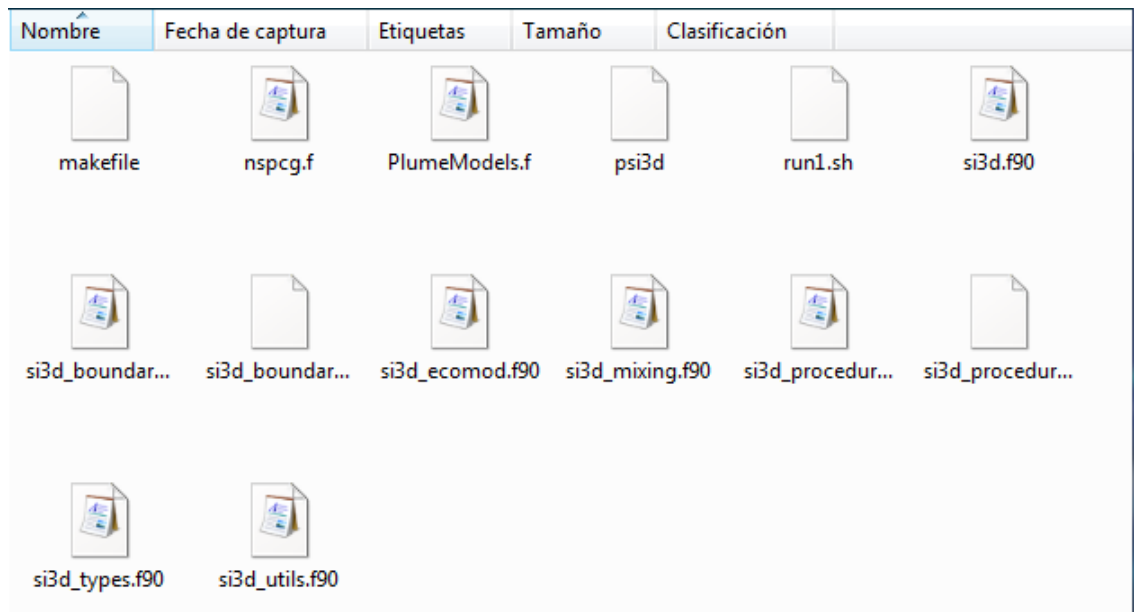 Nombre Fecha de captura Etiquetas Tamaño Clasificación
makefile nspcg.f PlumeModels.f psi3d run1.sh si3d.f90
si3d_boundar... si3d_boundar... si3d_ecomod.f90 si3d_mixing.f90 si3d_procedur... si3d_procedur...
si3d_types.f90 si3d_utils.f90